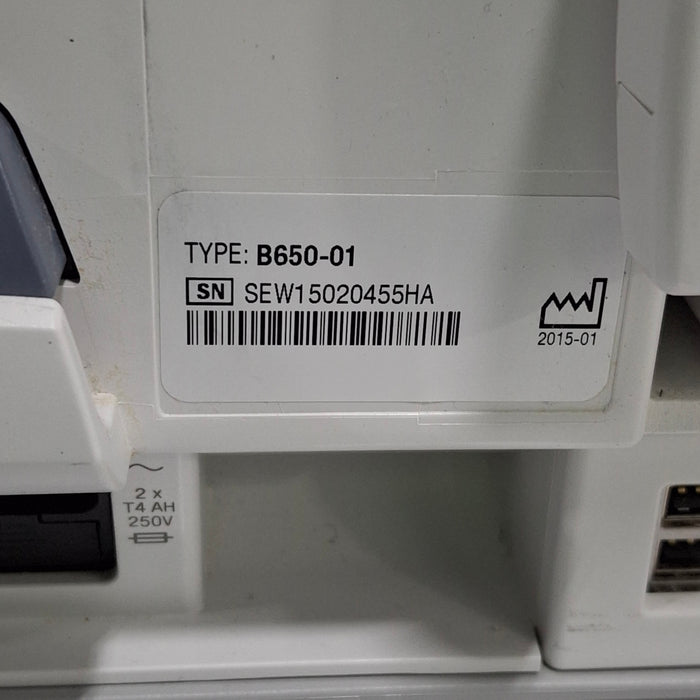 TYPE: B650-01
SN SEW15020455HA
2015-01
2 x
T4 AH
250V